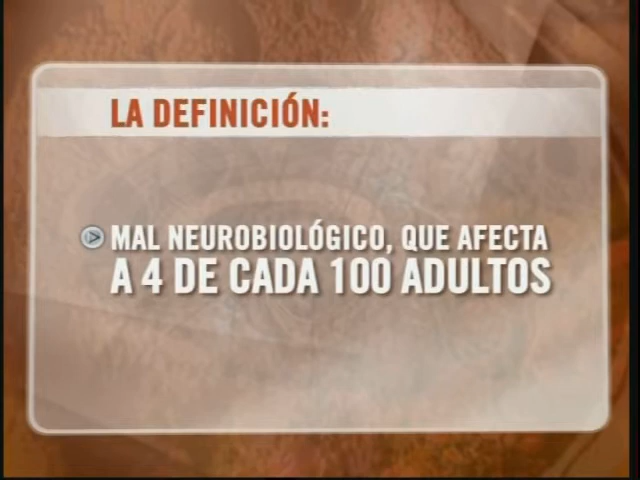 LA DEFINICIÓN:
MAL NEUROBIOLÓGICO, QUE AFECTA
A 4 DE CADA 100 ADULTOS